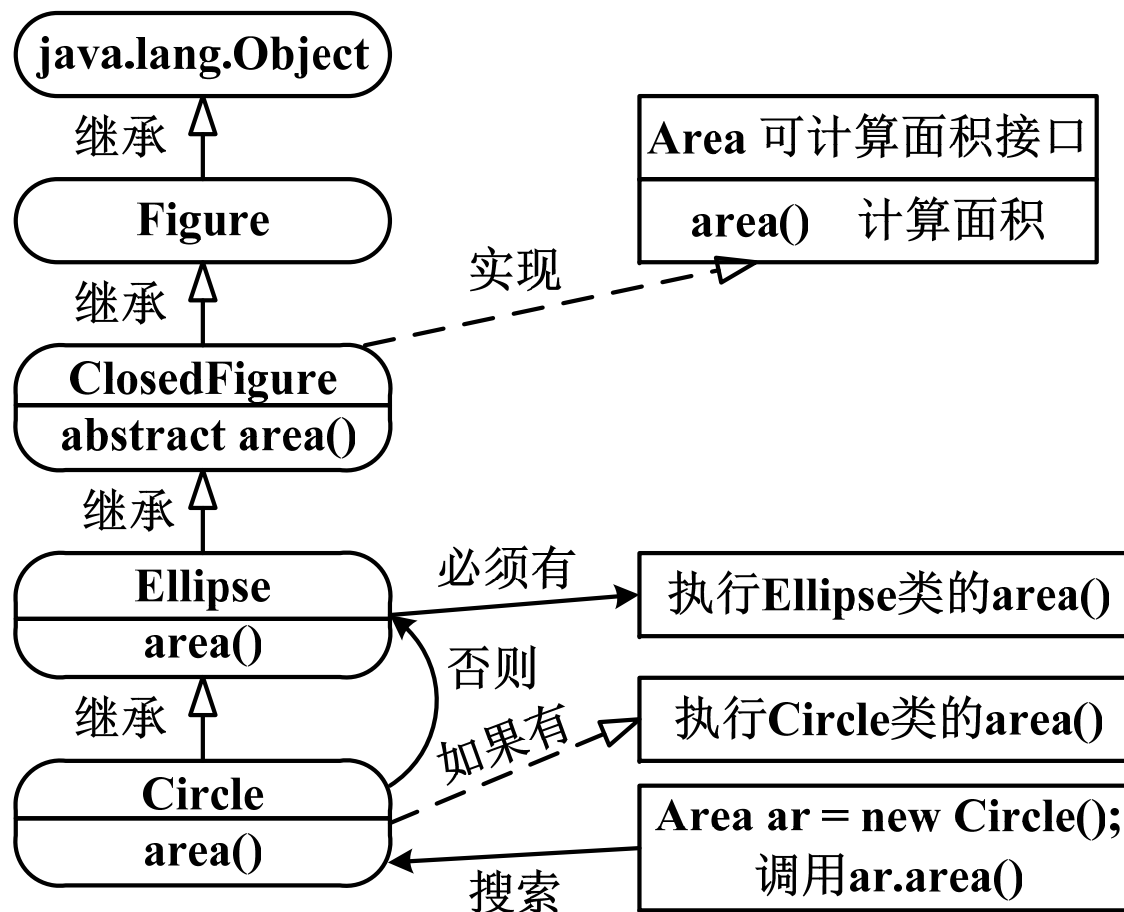 java.lang.Object
继承
Figure
继承
ClosedFigure
abstract area()
继承
Ellipse
area()
继承
Circle
area()
Area 可计算面积接口
area() 计算面积
实现
必须有
执行Ellipse类的area()
否则
如果有
执行Circle类的area()
Area ar = new Circle();
调用ar.area()
搜索